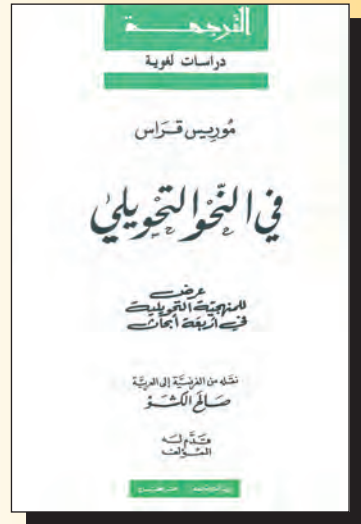 الترجمة
دراسات لغوية
موريس قراس
في النحو التحويلي
عرض
للمنهجية التحويلية
في أربعة أبحاث
نقله من الفرنسية إلى العربية
صالح الكشو
قدم له
المؤلف